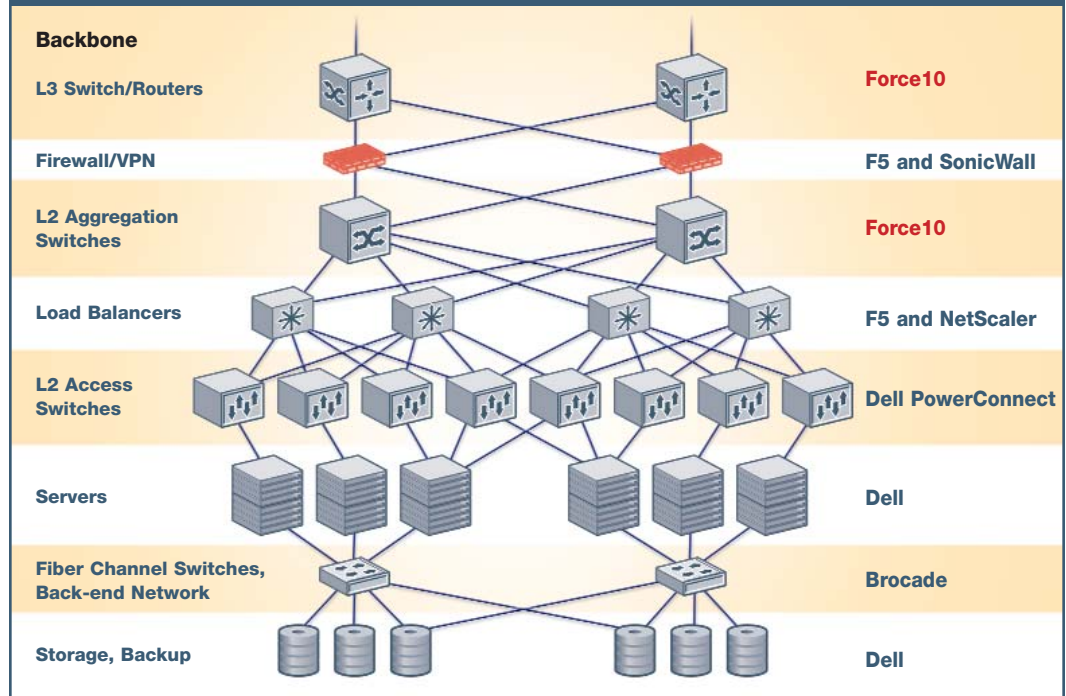 Backbone
L3 Switch/Routers
Force10
Firewall/VPN
F5 and SonicWall
L2 Aggregation
Switches
Force10
Load Balancers
F5 and NetScaler
L2 Access
Switches
Dell PowerConnect
Servers
Dell
Fiber Channel Switches,
Back-end Network
Brocade
Storage, Backup
Dell